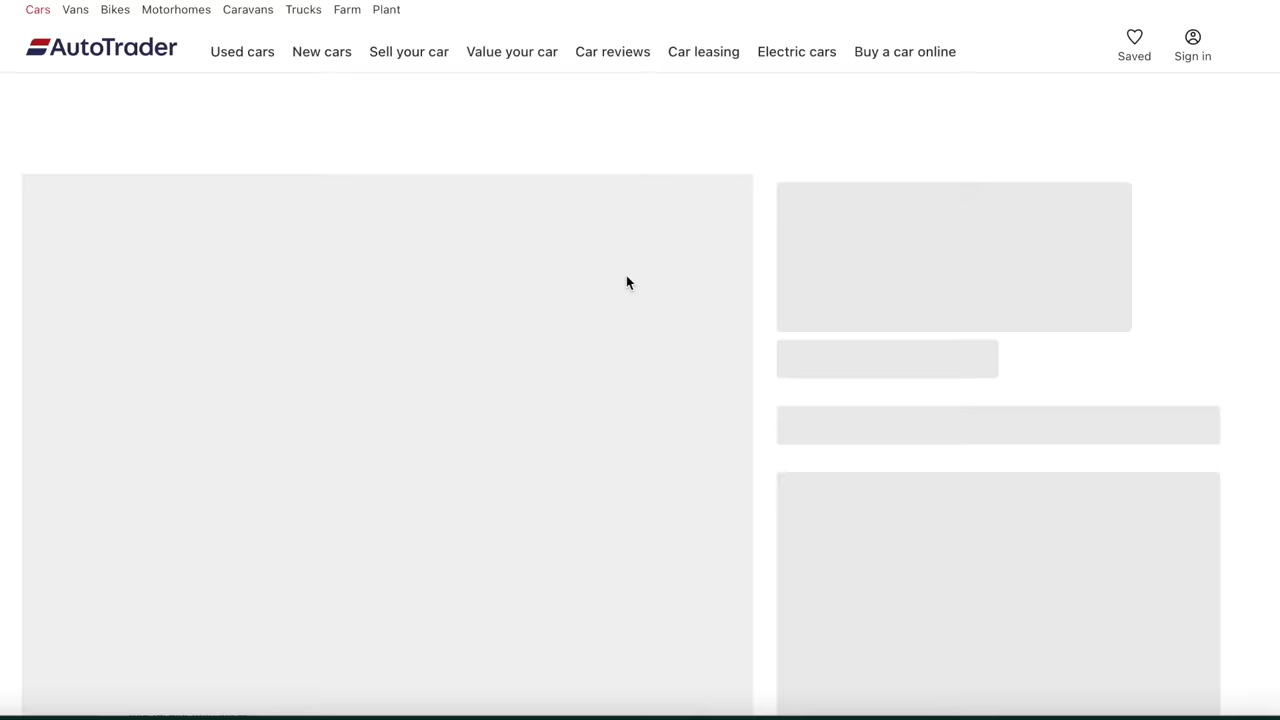 Cars Vans Bikes Motorhomes Caravans Trucks Farm Plant
AutoTrader Used cars New cars Sell your car Value your car Car reviews Car leasing Electric cars Buy a car online Saved Sign in